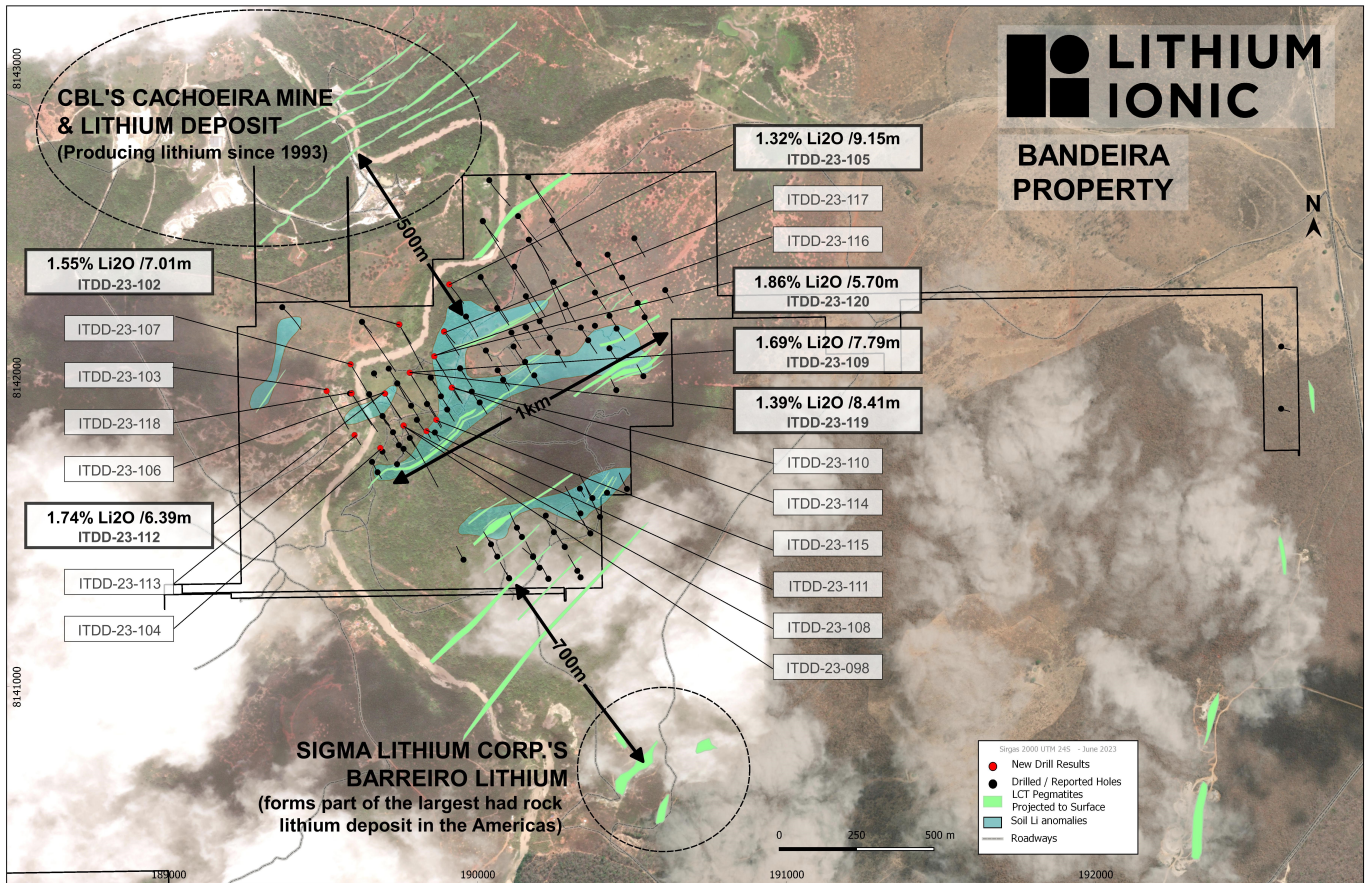 8143000
8142000
8141000
CBL'S CACHOEIRA MINE
& LITHIUM DEPOSIT
(Producing lithium since 1993)
LITHIUM
IONIC
BANDEIRA
PROPERTY
N
500m
1km
700m
1.55% Li2O /7.01m
ITDD-23-102
ITDD-23-107
ITDD-23-103
ITDD-23-118
ITDD-23-106
1.74% Li2O /6.39m
ITDD-23-112
ITDD-23-113
ITDD-23-104
1.32% Li2O /9.15m
ITDD-23-105
ITDD-23-117
ITDD-23-116
1.86% Li2O /5.70m
ITDD-23-120
1.69% Li2O /7.79m
ITDD-23-109
1.39% Li2O /8.41m
ITDD-23-119
ITDD-23-110
ITDD-23-114
ITDD-23-115
ITDD-23-111
ITDD-23-108
ITDD-23-098
SIGMA LITHIUM CORP.'S
BARREIRO LITHIUM
(forms part of the largest had rock
lithium deposit in the Americas)
0 250 500 m
Sirgas 2000 UTM 24S - June 2023
New Drill Results
Drilled / Reported Holes
LCT Pegmatites
Projected to Surface
Soil Li anomalies
Roadways
189000
190000
191000
192000